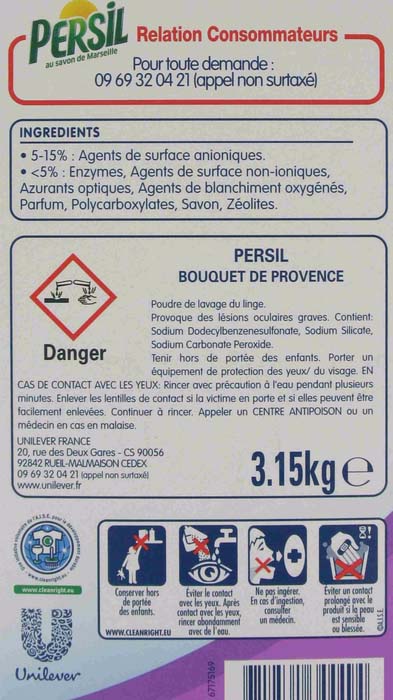 PERSIL
au savon de Marseille
Relation Consommateurs
Pour toute demande :
09 69 32 04 21 (appel non surtaxé)
INGREDIENTS
• 5-15% : Agents de surface anioniques.
• <5% : Enzymes, Agents de surface non-ioniques,
Azurants optiques, Agents de blanchiment oxygénés,
Parfum, Polycarboxylates, Savon, Zéolites.
PERSIL
BOUQUET DE PROVENCE
Danger
Poudre de lavage du linge.
Provoque des lésions oculaires graves. Contient:
Sodium Dodecylbenzenesulfonate, Sodium Silicate,
Sodium Carbonate Peroxide.
Tenir hors de portée des enfants. Porter un
équipement de protection des yeux/ du visage. EN
CAS DE CONTACT AVEC LES YEUX: Rincer avec précaution à l'eau pendant plusieurs
minutes. Enlever les lentilles de contact si la victime en porte et si elles peuvent être
facilement enlevées. Continuer à rincer. Appeler un CENTRE ANTIPOISON ou un
médecin en cas de malaise.
UNILEVER FRANCE
20, rue des Deux Gares - CS 90056
92842 RUEIL-MALMAISON CEDEX
09 69 32 04 21 (appel non surtaxé)
www.unilever.fr
3.15kg e
www.cleanright.eu
www.cleanright.eu
Unilever
Conserver hors
de portée
des enfants.
Éviter le contact
avec les yeux. Après
contact avec les yeux,
rincer abondamment
avec de l'eau.
Ne pas ingérer.
En cas d'ingestion,
consulter
un médecin.
Éviter un contact
prolongé avec le
produit si la peau
est sensible
ou blessée.
WWW.CLEANRIGHT.EU
©A.I.S.E.
67175169